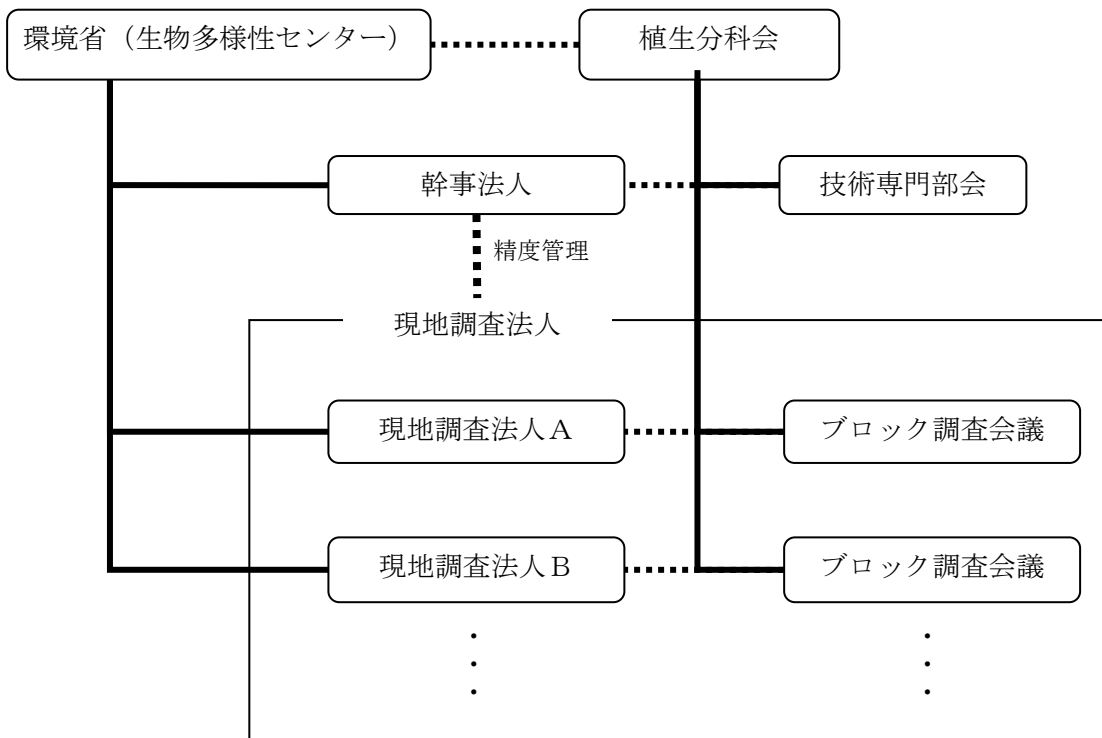 環境省（生物多様性センター）
植生分科会
幹事法人
技術専門部会
精度管理
現地調査法人
現地調査法人Ａ
ブロック調査会議
現地調査法人Ｂ
ブロック調査会議